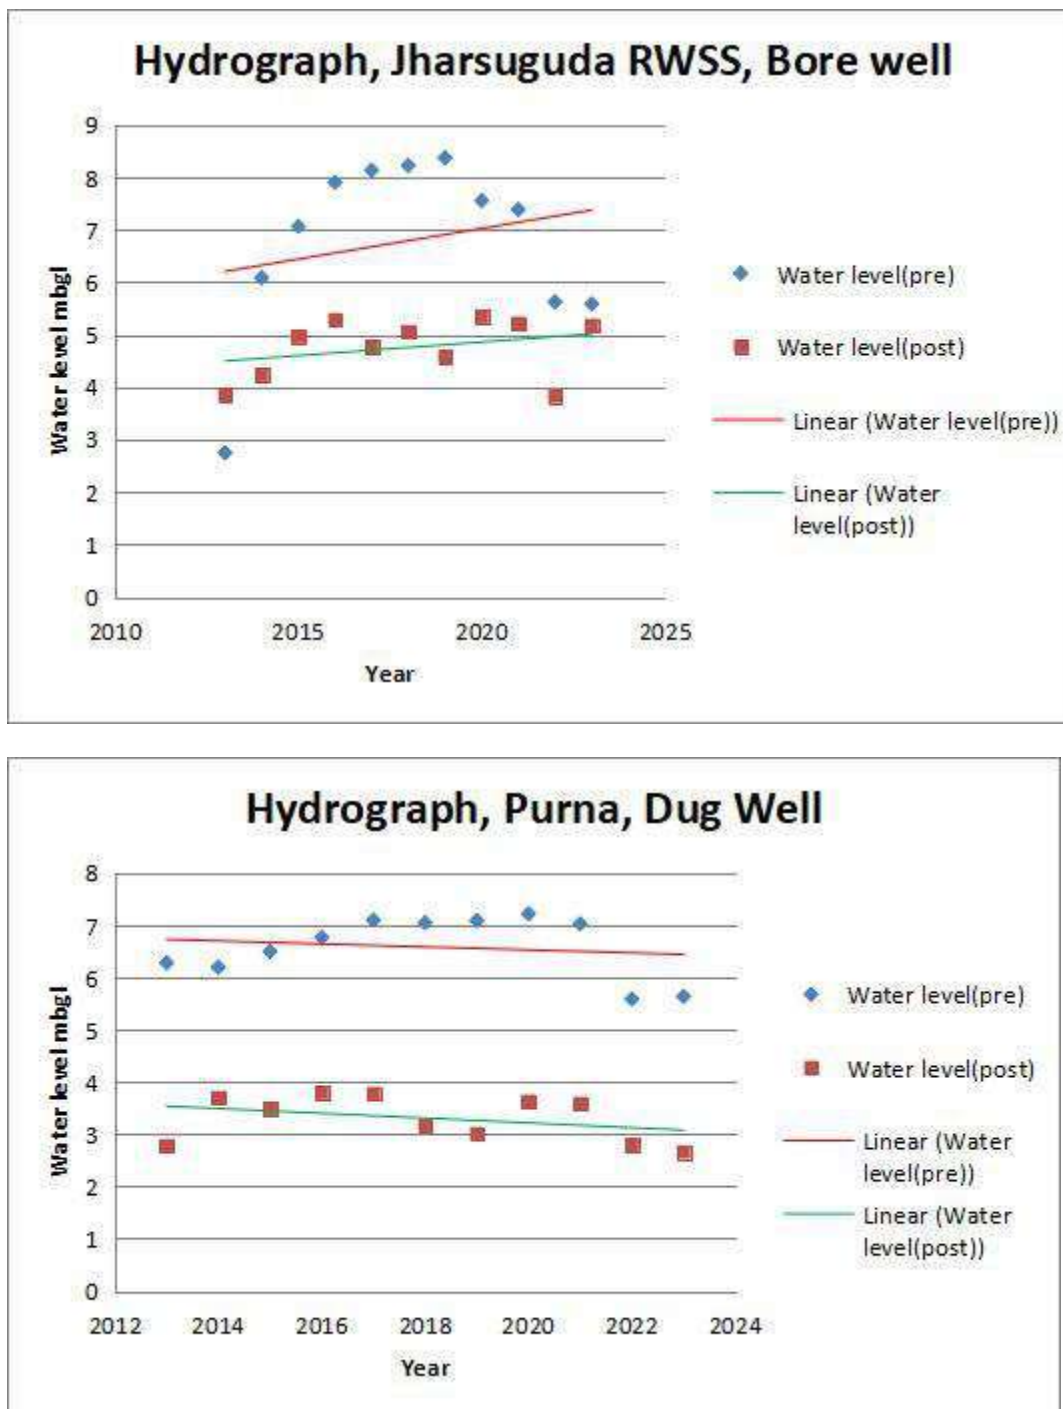 Hydrograph, Jharsuguda RWSS, Bore well
9
8
7
6
5
4
3
2
1
0
Water level mbgl
2010 2015 2020 2025
Year
Water level(pre)
Water level(post)
Linear (Water level(pre))
Linear (Water
level(post))
Hydrograph, Purna, Dug Well
8
7
6
5
4
3
2
1
0
Water level mbgl
2012 2014 2016 2018 2020 2022 2024
Year
Water level(pre)
Water level(post)
Linear (Water
level(pre))
Linear (Water
level(post))